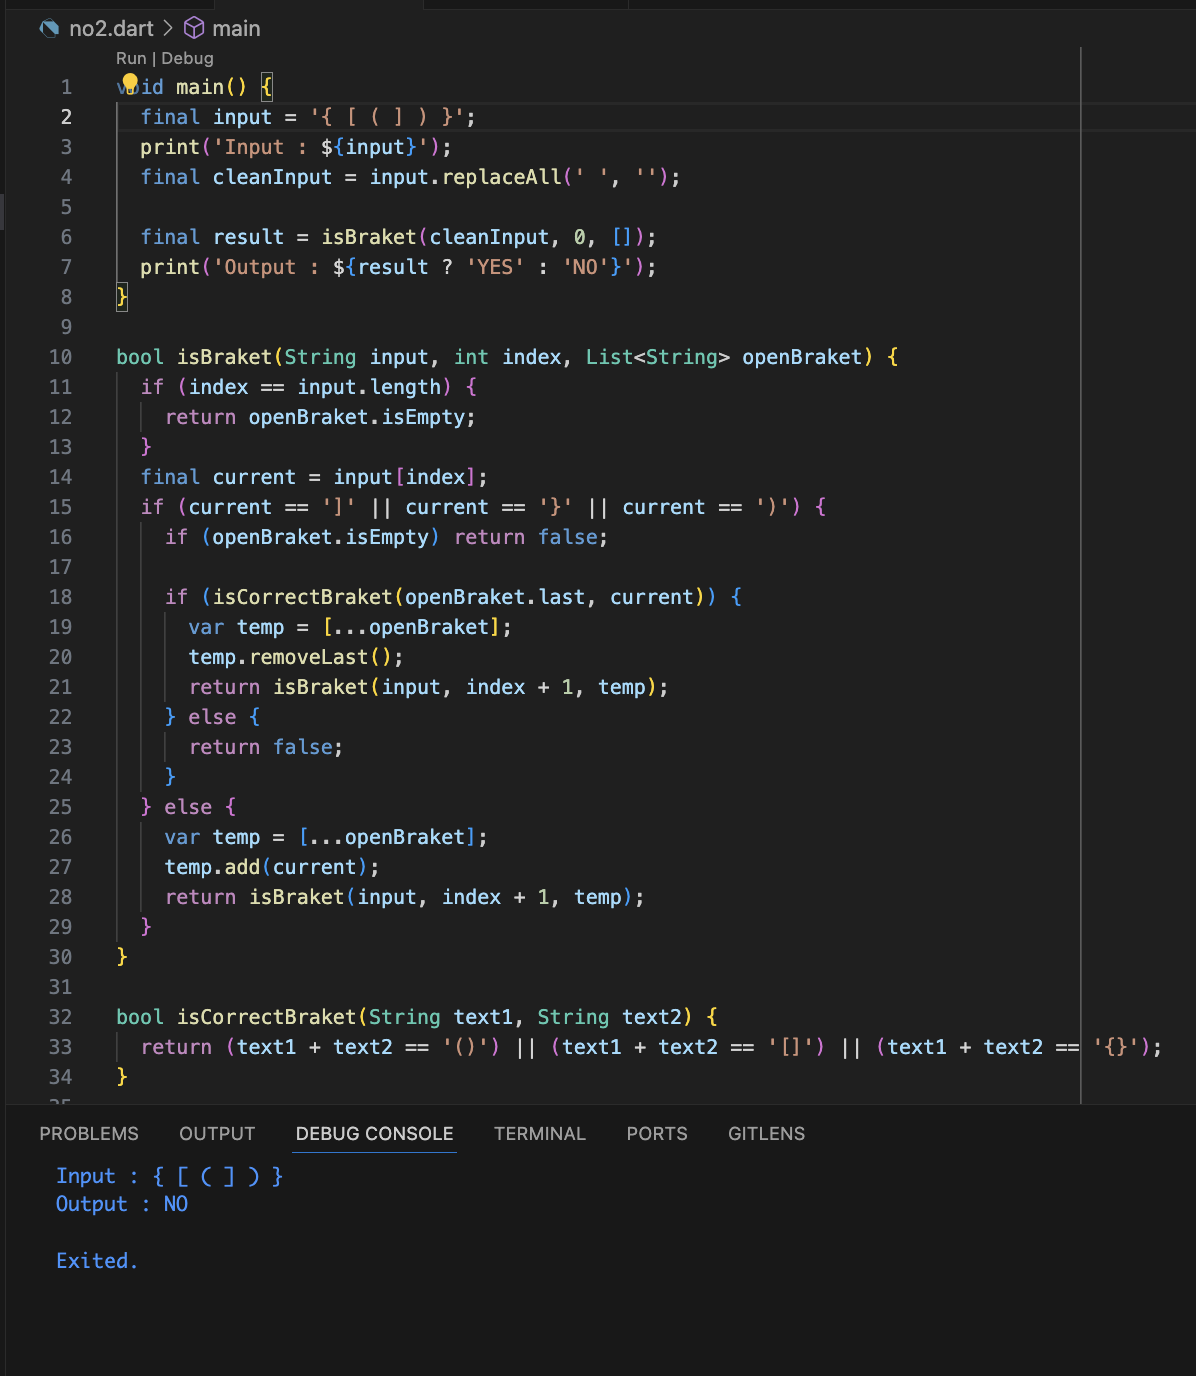 no2.dart > main
Run | Debug
1 void main() {
2 final input = '{ [ ( ] ) }';
3 print('Input : ${input}');
4 final cleanInput = input.replaceAll(' ', '');
5
6 final result = isBraket(cleanInput, 0, []);
7 print('Output : ${result ? 'YES' : 'NO'}');
8 }
9
10 bool isBraket(String input, int index, List<String> openBraket) {
11 if (index == input.length) {
12 return openBraket.isEmpty;
13 }
14 final current = input[index];
15 if (current == ']' || current == '}' || current == ')') {
16 if (openBraket.isEmpty) return false;
17
18 if (isCorrectBraket(openBraket.last, current)) {
19 var temp = [...openBraket];
20 temp.removeLast();
21 return isBraket(input, index + 1, temp);
22 } else {
23 return false;
24 }
25 } else {
26 var temp = [...openBraket];
27 temp.add(current);
28 return isBraket(input, index + 1, temp);
29 }
30 }
31
32 bool isCorrectBraket(String text1, String text2) {
33 return (text1 + text2 == '()') || (text1 + text2 == '[]') || (text1 + text2 == '{}');
34 }
35
PROBLEMS OUTPUT DEBUG CONSOLE TERMINAL PORTS GITLENS
Input : { [ ( ] ) }
Output : NO
Exited.